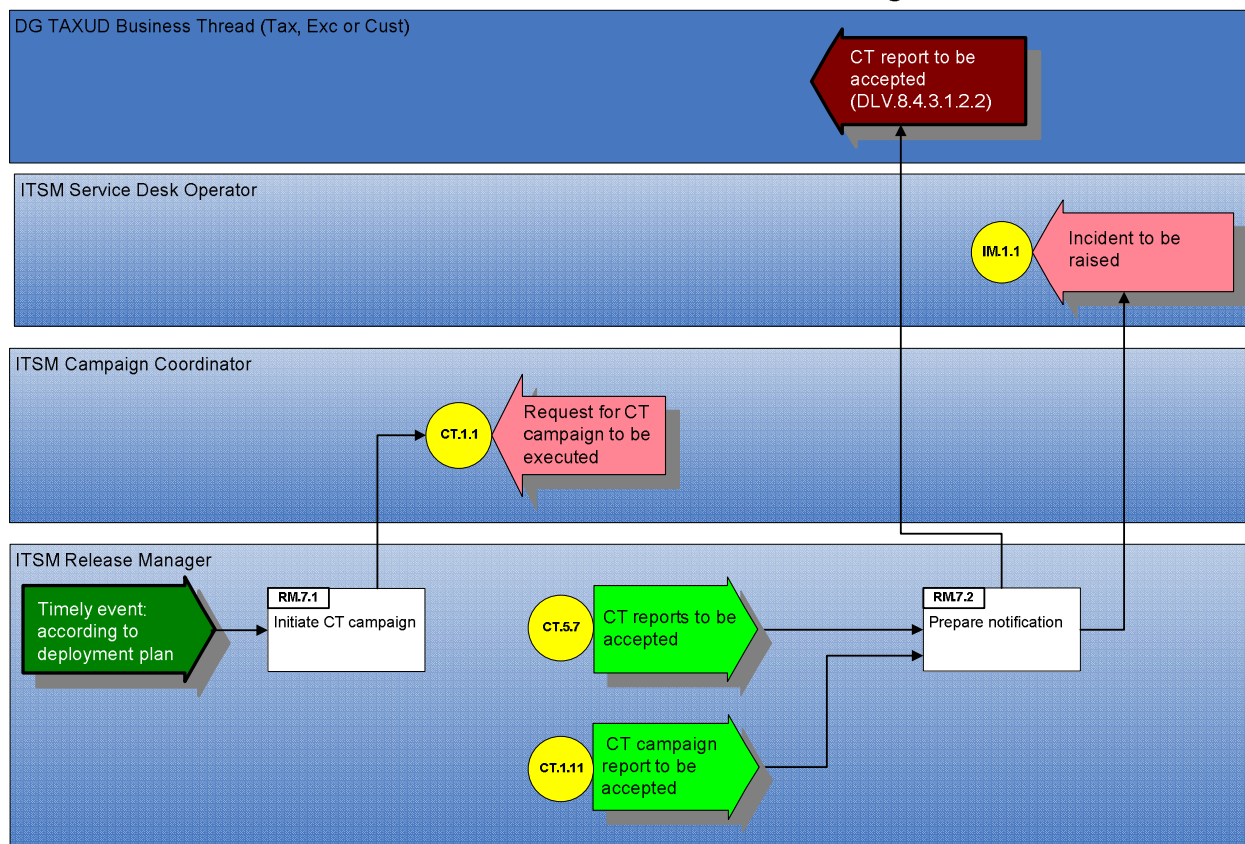 DG TAXUD Business Thread (Tax, Exc or Cust)
CT report to be
accepted
(DLV.8.4.3.1.2.2)
ITSM Service Desk Operator
IM.1.1
Incident to be
raised
ITSM Campaign Coordinator
CT.1.1
Request for CT
campaign to be
executed
ITSM Release Manager
Timely event:
according to
deployment plan
RM.7.1
Initiate CT campaign
CT.5.7
CT reports to be
accepted
RM.7.2
Prepare notification
CT.1.11
CT campaign
report to be
accepted